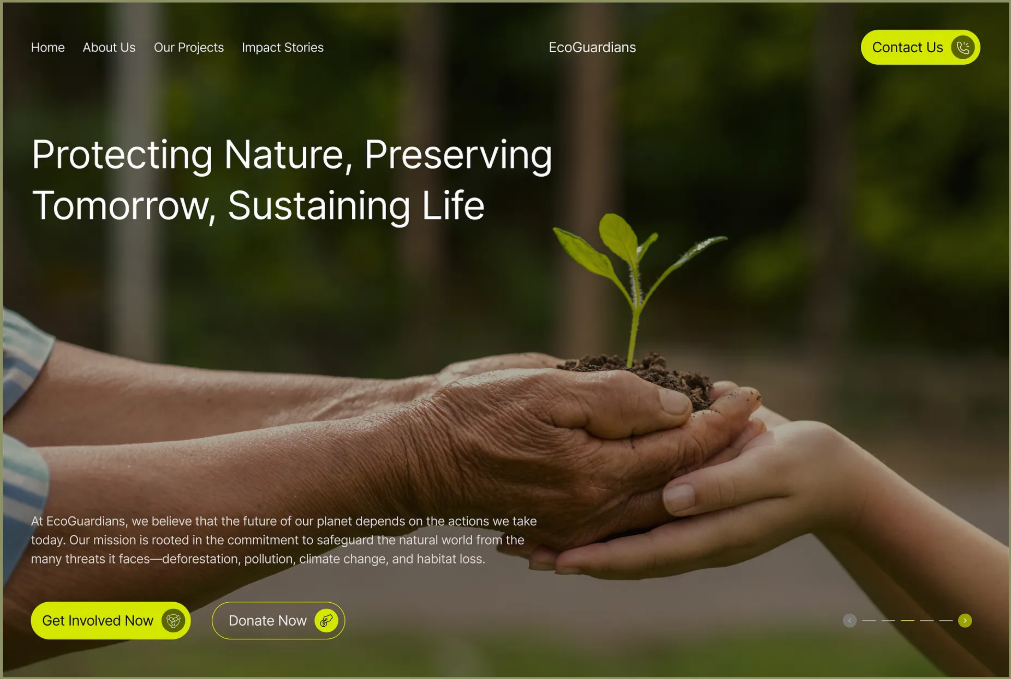 Home About Us Our Projects Impact Stories EcoGuardians Contact Us
Protecting Nature, Preserving
Tomorrow, Sustaining Life
At EcoGuardians, we believe that the future of our planet depends on the actions we take
today. Our mission is rooted in the commitment to safeguard the natural world from the
many threats it faces—deforestation, pollution, climate change, and habitat loss.
Get Involved Now Donate Now